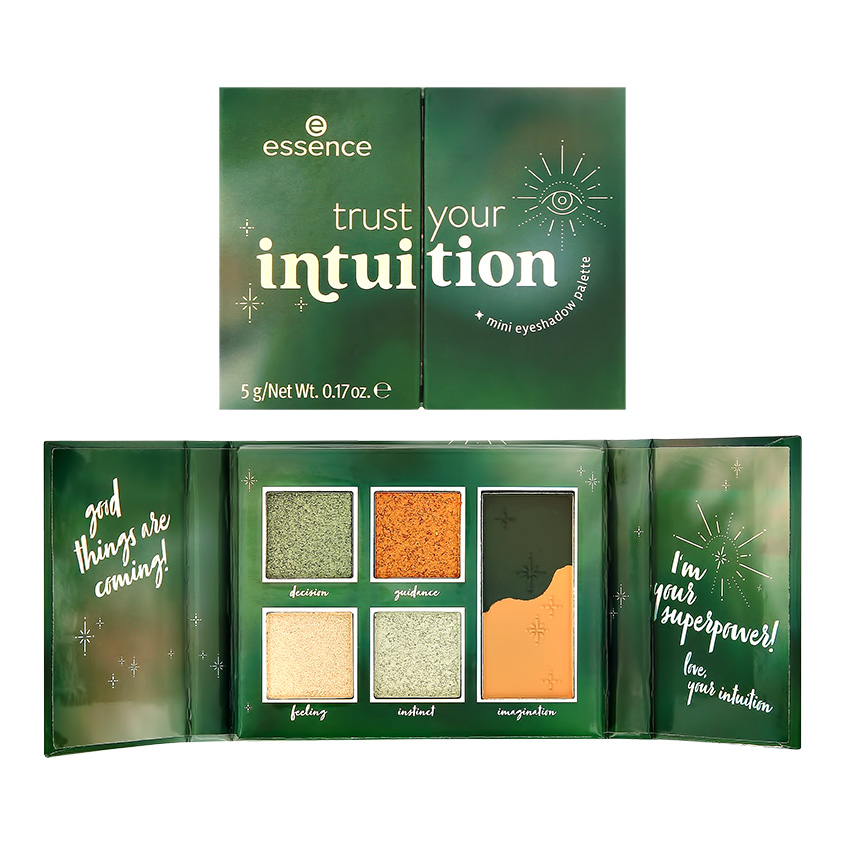 e
essence
trust your
intuition
mini eyeshadow palette
5 g/Net Wt. 0.17 oz. ℮
good
things are
coming!
decision
guidance
feeling
instinct
imagination
I'm
your
superpower!
love,
your intuition